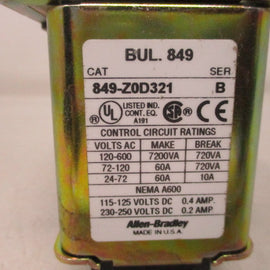 BUL. 849
CAT SER
849-Z0D321 B
UL LISTED IND. CONT. EQ. A191 SA CE
CONTROL CIRCUIT RATINGS
VOLTS AC MAKE BREAK
120-600 7200VA 720VA
72-120 60A 720VA
24-72 60A 10A
NEMA A600
115-125 VOLTS DC 0.4 AMP.
230-250 VOLTS DC 0.2 AMP.
Allen-Bradley
MADE IN U.S.A.